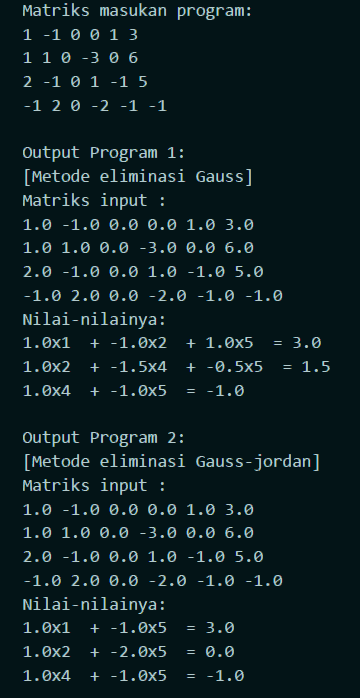 Matriks masukan program:
1 -1 0 0 1 3
1 1 0 -3 0 6
2 -1 0 1 -1 5
-1 2 0 -2 -1 -1
Output Program 1:
[Metode eliminasi Gauss]
Matriks input :
1.0 -1.0 0.0 0.0 1.0 3.0
1.0 1.0 0.0 -3.0 0.0 6.0
2.0 -1.0 0.0 1.0 -1.0 5.0
-1.0 2.0 0.0 -2.0 -1.0 -1.0
Nilai-nilainya:
1.0x1 + -1.0x2 + 1.0x5 = 3.0
1.0x2 + -1.5x4 + -0.5x5 = 1.5
1.0x4 + -1.0x5 = -1.0
Output Program 2:
[Metode eliminasi Gauss-jordan]
Matriks input :
1.0 -1.0 0.0 0.0 1.0 3.0
1.0 1.0 0.0 -3.0 0.0 6.0
2.0 -1.0 0.0 1.0 -1.0 5.0
-1.0 2.0 0.0 -2.0 -1.0 -1.0
Nilai-nilainya:
1.0x1 + -1.0x5 = 3.0
1.0x2 + -2.0x5 = 0.0
1.0x4 + -1.0x5 = -1.0